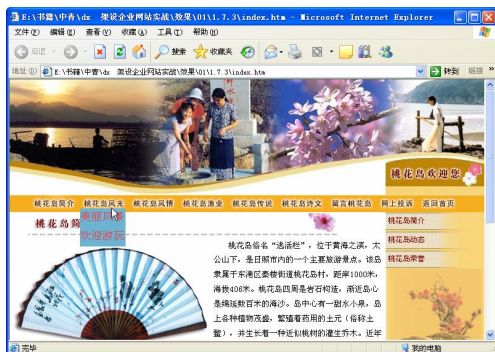 E:\书籍\中青\dx 架设企业网站实战\效果\01\1.7.3\index.htm - Microsoft Internet Explorer
文件(F) 编辑(E) 查看(V) 收藏(A) 工具(T) 帮助(H)
后退 搜索 收藏夹
地址(D) E:\书籍\中青\dx 架设企业网站实战\效果\01\1.7.3\index.htm 转到 链接 »
桃花岛欢迎您
桃花岛简介 桃花岛风光 桃花岛风情 桃花岛渔业 桃花岛传说 桃花岛诗文 留言桃花岛 网上投诉 返回首页
桃花岛简
美丽风景
欢迎游玩
桃花岛简介
桃花岛动态
桃花岛荣誉
桃花岛俗名“逃活栏”，位于黄海之滨，太
公山下，是日照市内的一个主要旅游景点。该岛
隶属于东港区秦楼街道桃花岛村，距岸1000米，
海拔406米。桃花岛四周是岩石构造，渐近岛心
是绵延数百米的海沙。岛中心有一甜水小泉，岛
上各种植物茂盛，繁殖着药用的土元（俗称土
鳖），并生长着一种近似桃树的灌生乔木。近年
完毕 我的电脑